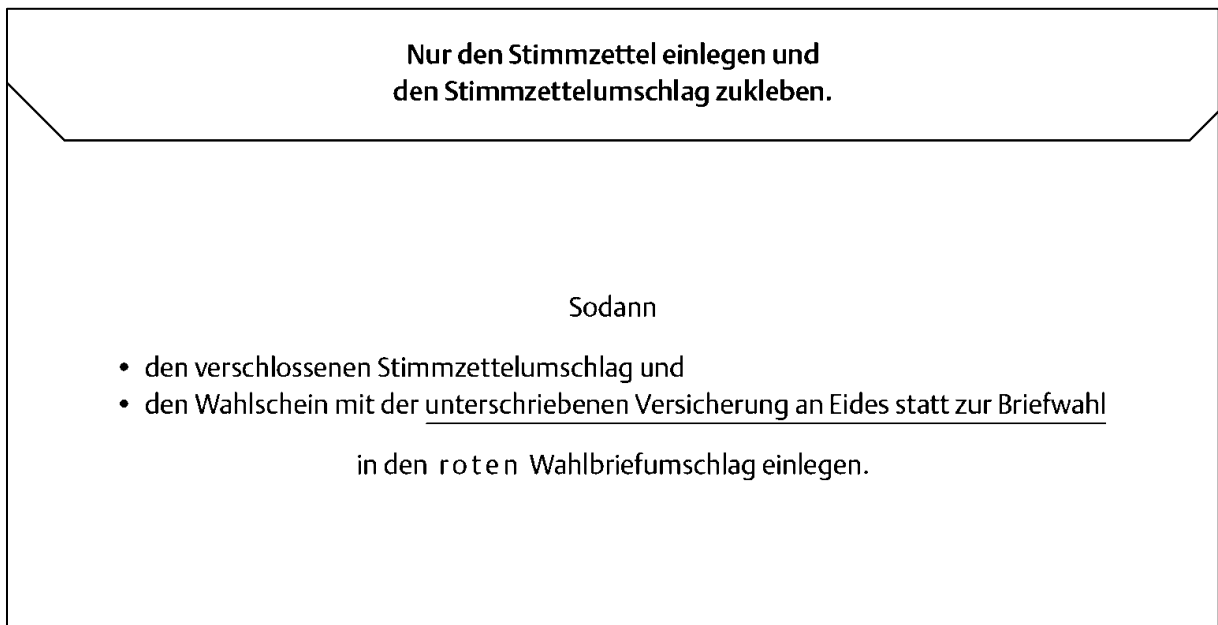 Nur den Stimmzettel einlegen und
den Stimmzettelumschlag zukleben.
Sodann
• den verschlossenen Stimmzettelumschlag und
• den Wahlschein mit der unterschriebenen Versicherung an Eides statt zur Briefwahl
in den roten Wahlbriefumschlag einlegen.